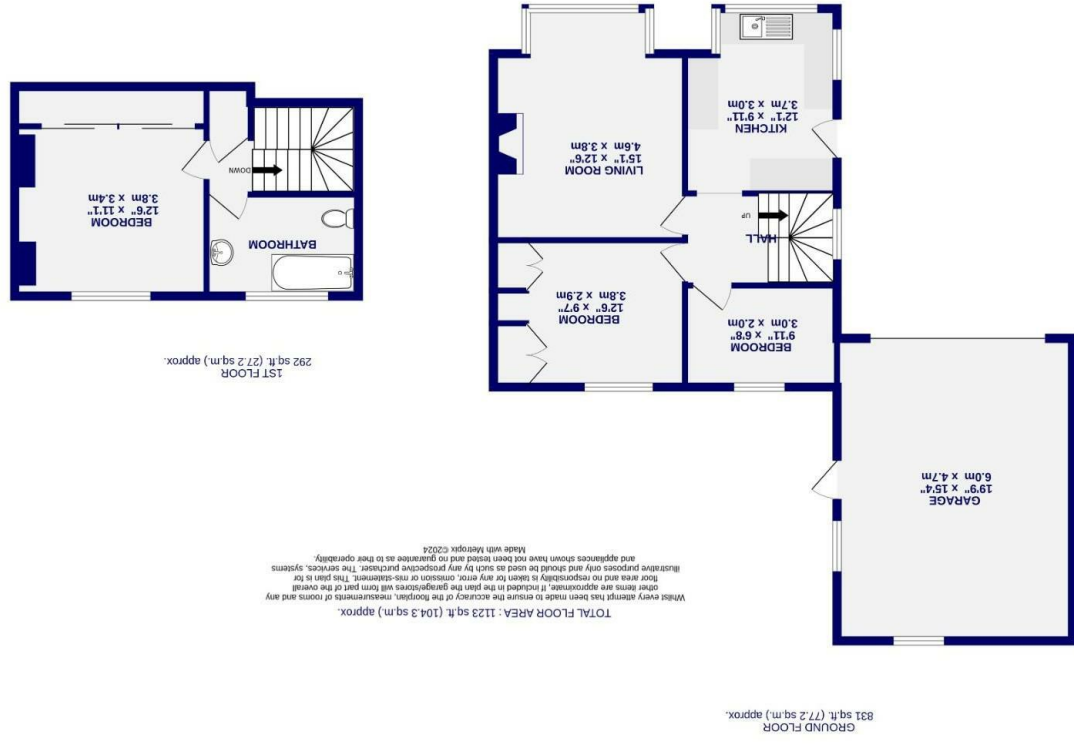 GROUND FLOOR
831 sq.ft. (77.2 sq.m.) approx.
GARAGE
19'9" x 15'4"
6.0m x 4.7m
BEDROOM
9'11" x 6'8"
3.0m x 2.0m
BEDROOM
12'6" x 9'7"
3.8m x 2.9m
HALL
UP
LIVING ROOM
15'1" x 12'6"
4.6m x 3.8m
KITCHEN
12'1" x 9'11"
3.7m x 3.0m
1ST FLOOR
292 sq.ft. (27.2 sq.m.) approx.
BATHROOM
BEDROOM
12'6" x 11'1"
3.8m x 3.4m
DOWN
TOTAL FLOOR AREA : 1123 sq.ft. (104.3 sq.m.) approx.
Whilst every attempt has been made to ensure the accuracy of the floorplan, measurements of rooms and any
other items are approximate, If included in the plan the garage/stores will form part of the overall
floor area and no responsibility is taken for any error, omission or mis-statement. This plan is for
illustrative purposes only and should be used as such by any prospective purchaser. The services, systems
and appliances shown have not been tested and no guarantee as to their operability.
Made with Metropix ©2024